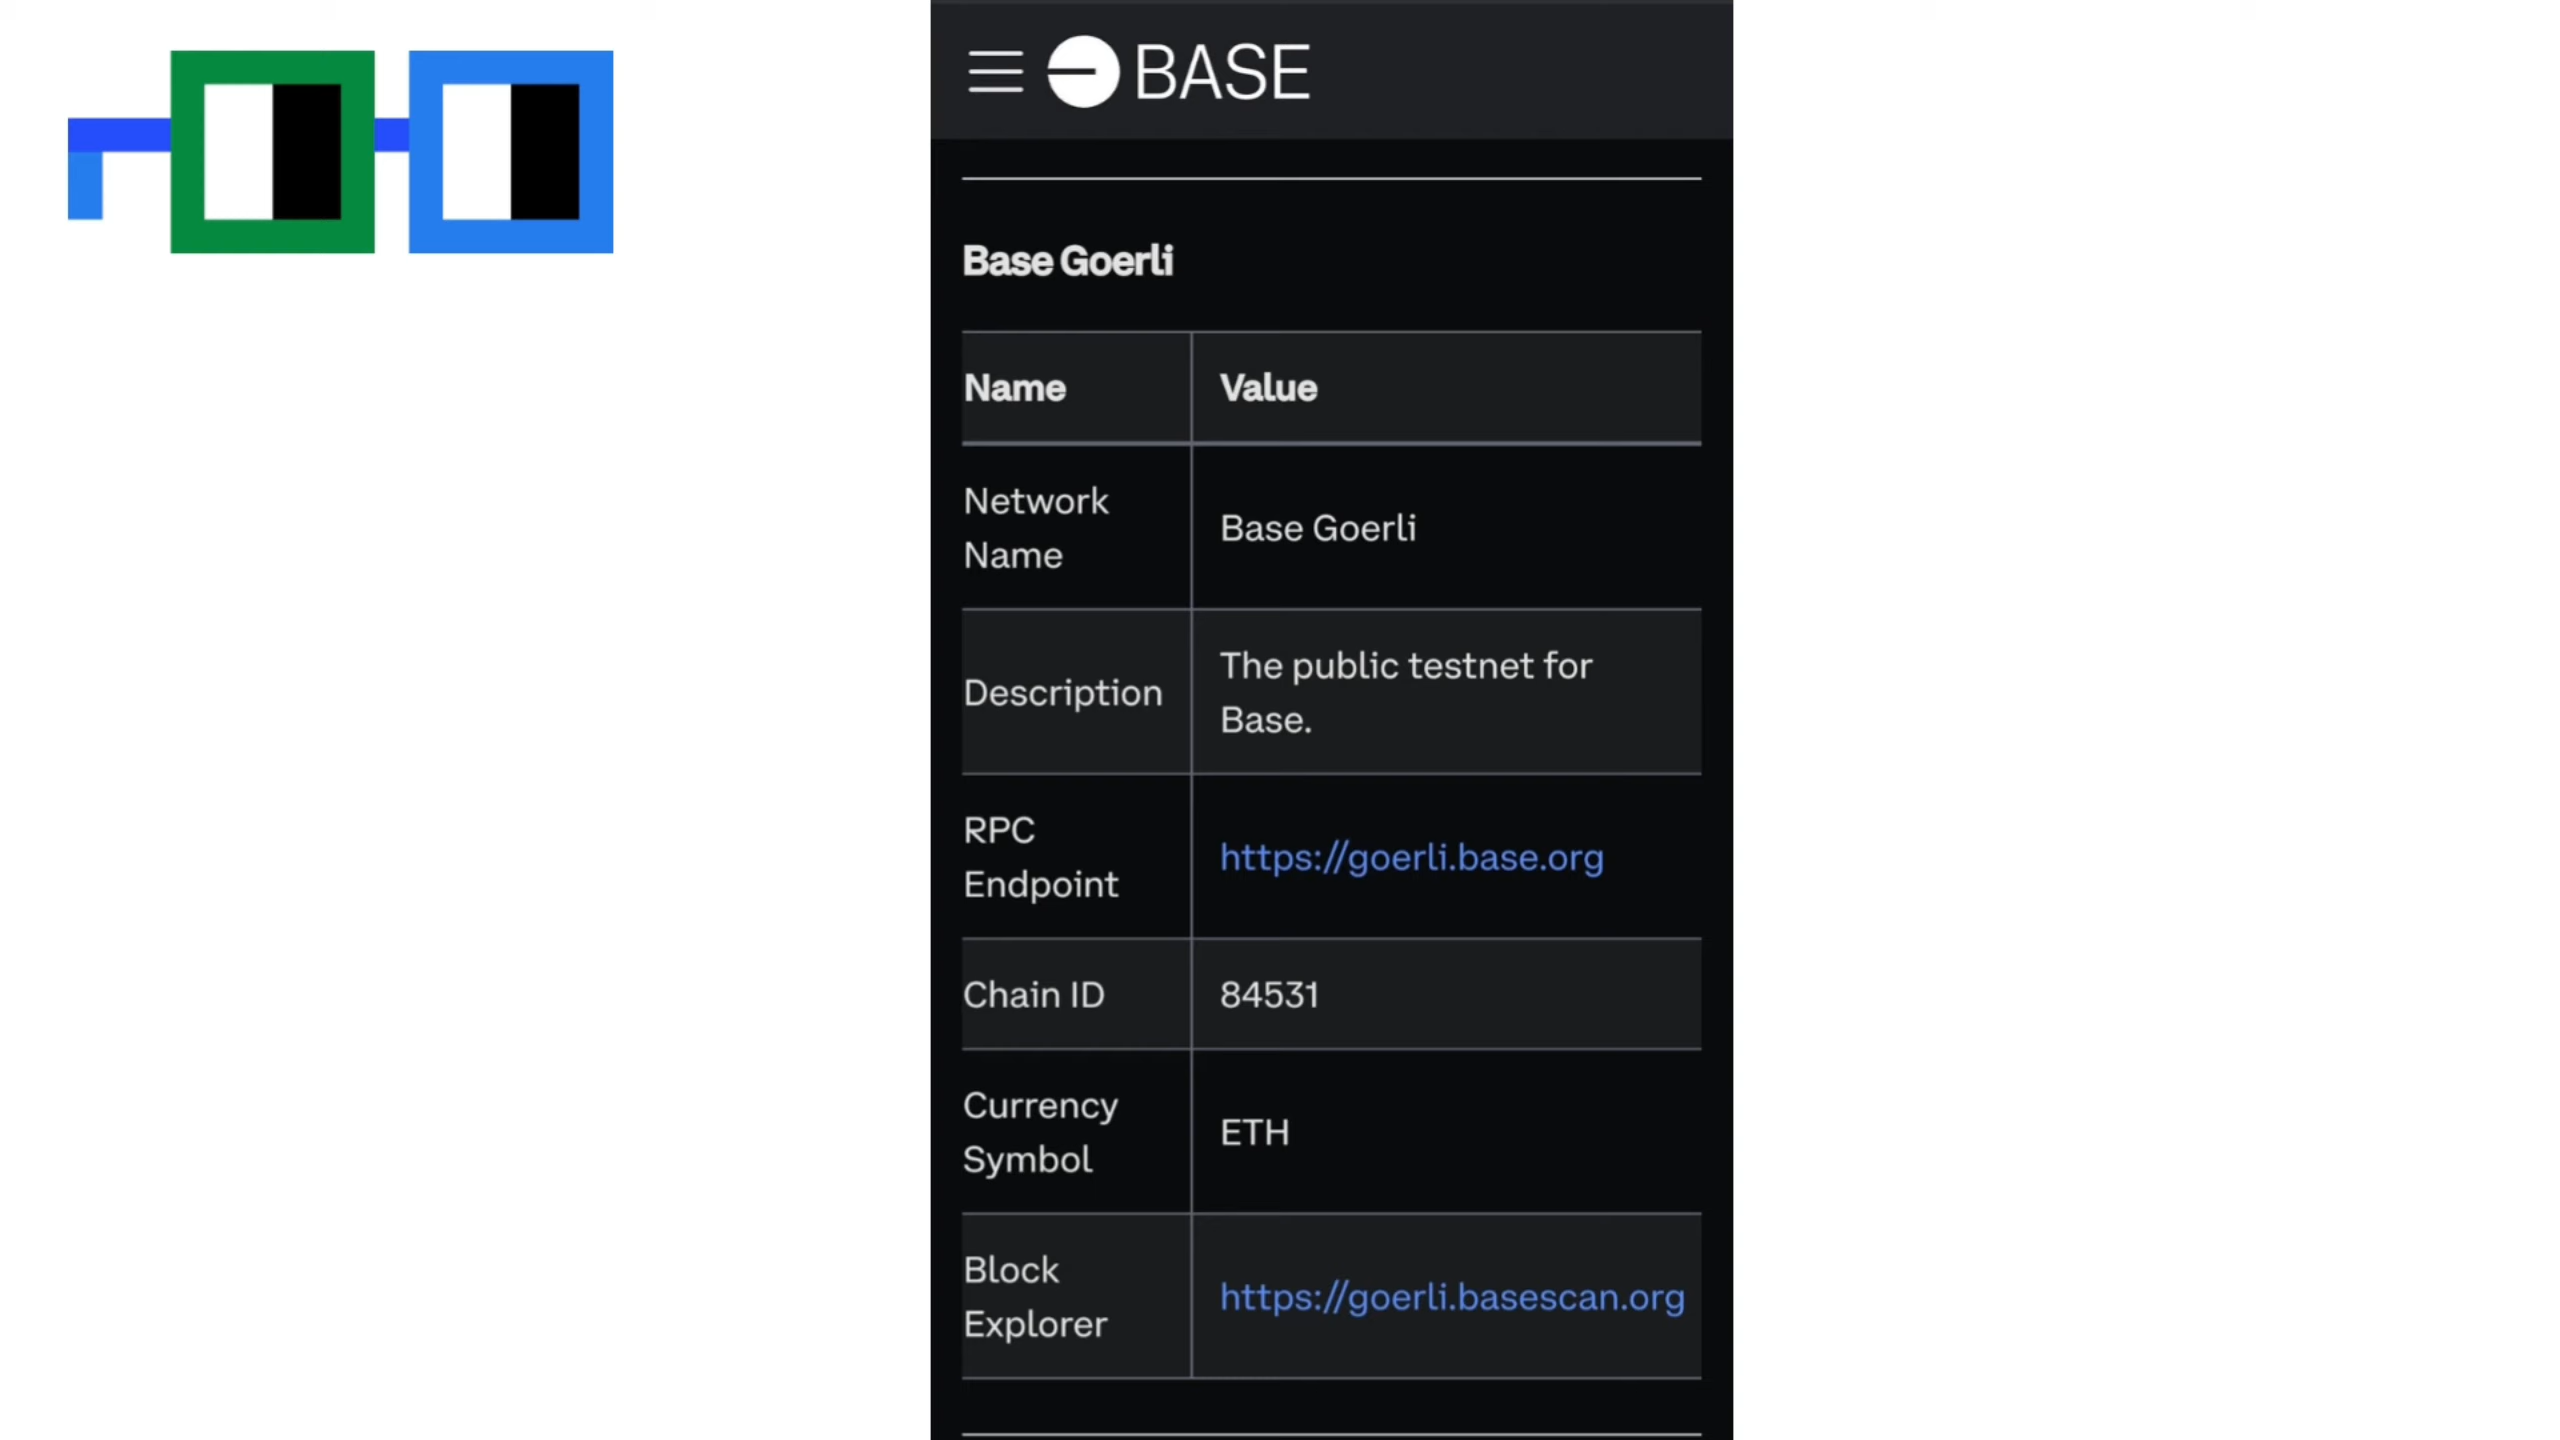 BASE
Base Goerli
Name Value
Network
Name
Base Goerli
Description
The public testnet for
Base.
RPC
Endpoint
https://goerli.base.org
Chain ID 84531
Currency
Symbol
ETH
Block
Explorer
https://goerli.basescan.org